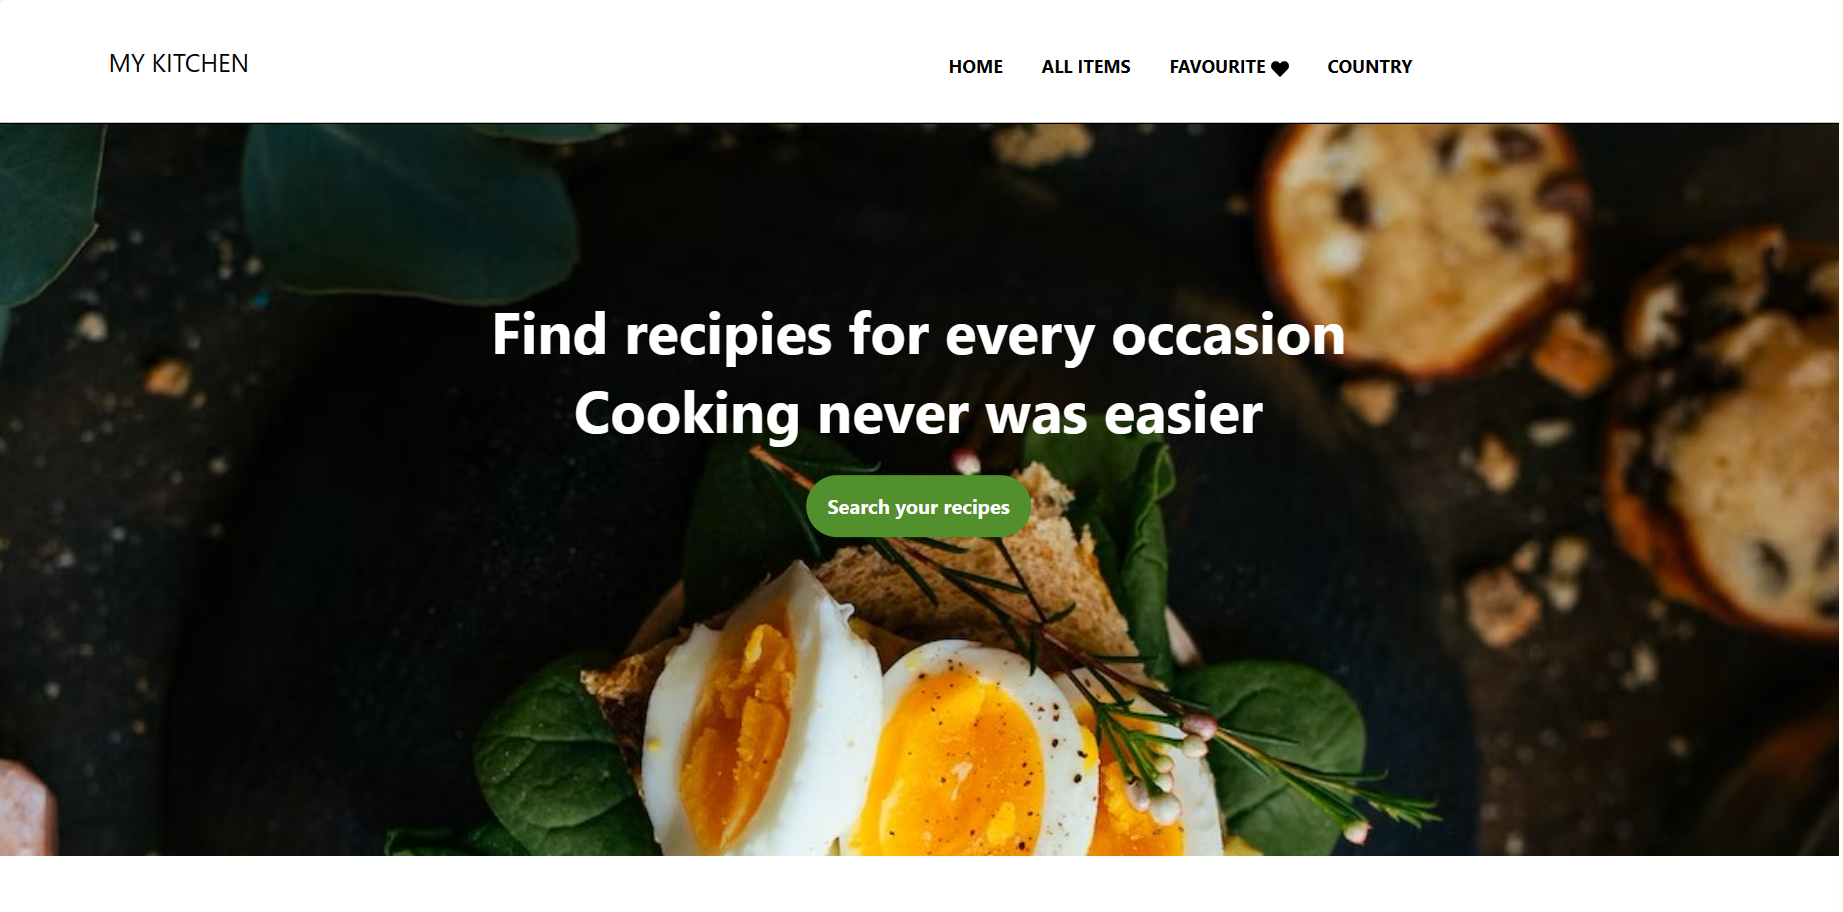 MY KITCHEN
HOME ALL ITEMS FAVOURITE COUNTRY
Find recipies for every occasion
Cooking never was easier
Search your recipes